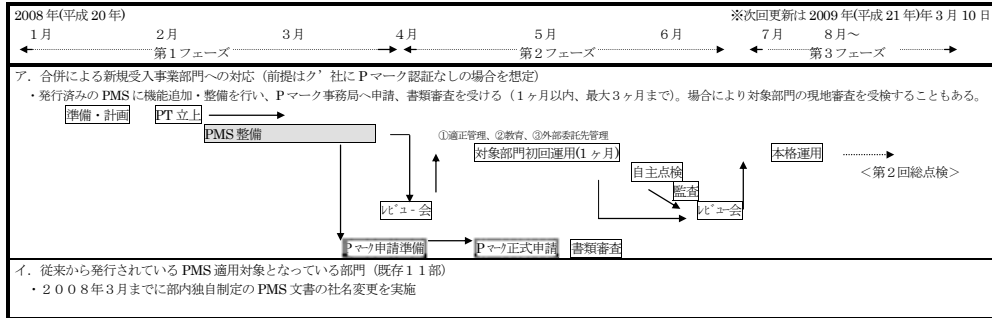 2008年(平成20年) ※次回更新は2009年(平成21年)年3月10日
1月 2月 3月 4月 5月 6月 7月 8月～
第1フェーズ 第2フェーズ 第3フェーズ
ア．合併による新規受入事業部門への対応（前提はク’社にPマーク認証なしの場合を想定）
・発行済みのPMSに機能追加・整備を行い、Pマーク事務局へ申請、書類審査を受ける（1ヶ月以内、最大3ヶ月まで）。場合により対象部門の現地審査を受検することもある。
準備・計画 PT立上
PMS整備 ①適正管理、②教育、③外部委託先管理
対象部門初回運用(1ヶ月) 本格運用
自主点検 ＜第2回総点検＞
監査
ﾚﾋﾞｭｰ会 ﾚﾋﾞｭｰ会
Pﾏｰｸ申請準備 Pﾏｰｸ正式申請 書類審査
イ．従来から発行されているPMS適用対象となっている部門（既存11部）
・2008年3月までに部内独自制定のPMS文書の社名変更を実施